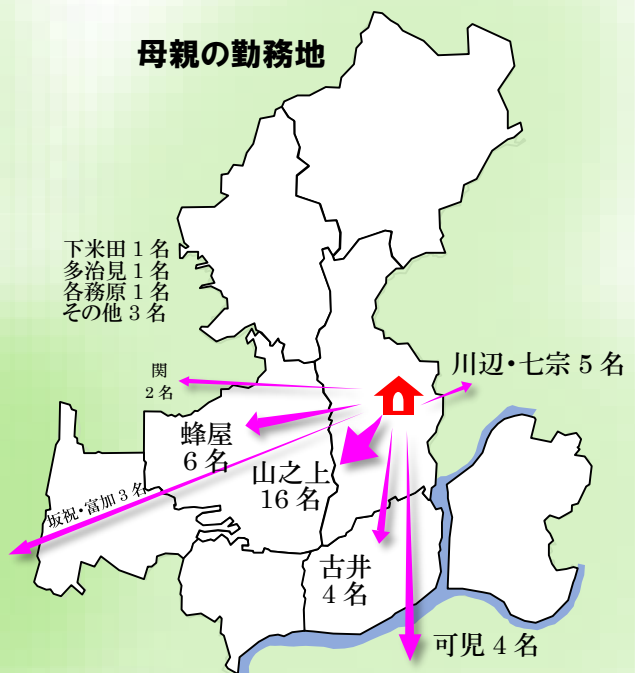 母親の勤務地
下米田 1 名
多治見 1 名
各務原 1 名
その他 3 名
関
2 名
川辺・七宗 5 名
蜂屋
6 名
山之上
16 名
坂祝・富加 3 名
古井
4 名
可児 4 名